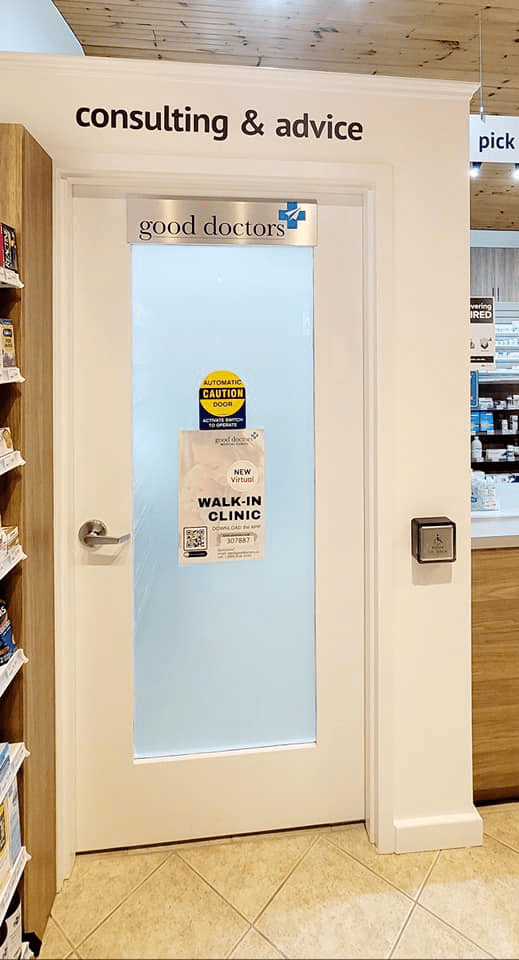 consulting & advice
pick
good doctors
AUTOMATIC
CAUTION
DOOR
ACTIVATE SWITCH
TO OPERATE
good doctors
NEW
Virtual
WALK-IN
CLINIC
DOWNLOAD the APP
307887